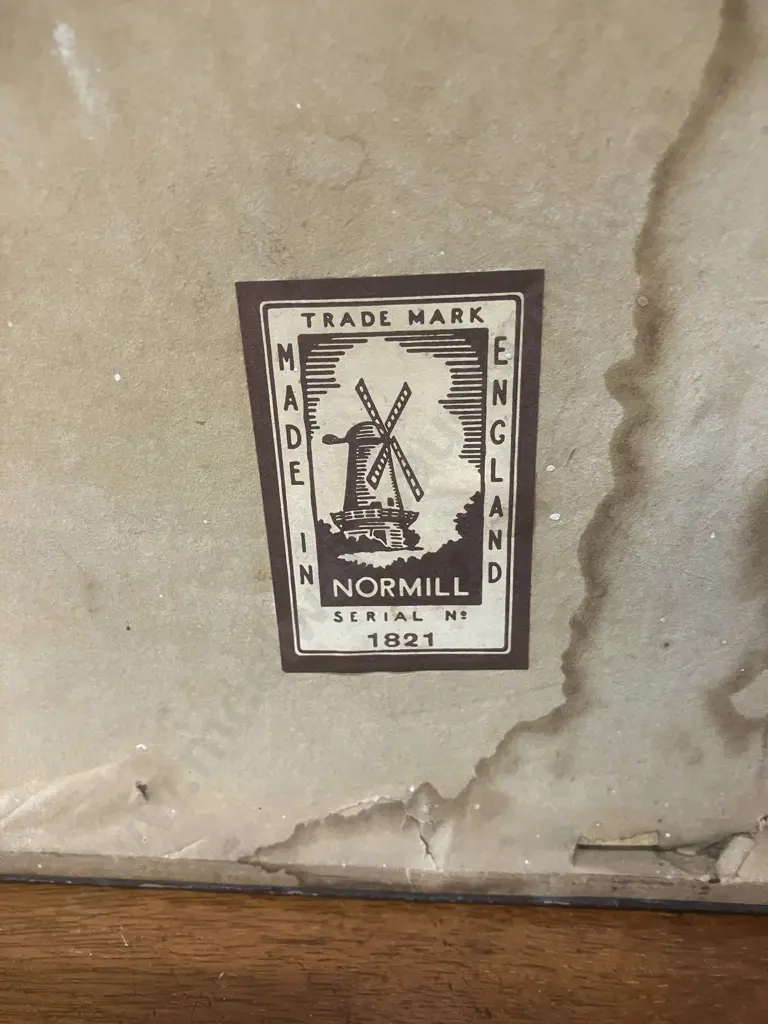 TRADE MARK
MADE IN
ENGLAND
NORMILL
SERIAL Nº
1821